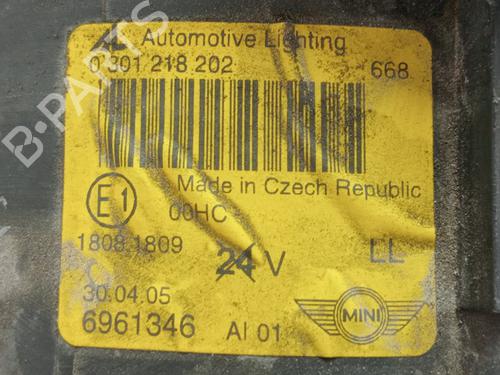 AL Automotive Lighting
0 301 218 202 668
Made in Czech Republic
E1 00HC
1808 1809
24 V LL
30.04.05
6961346 AI 01
MINI
B-PARTS